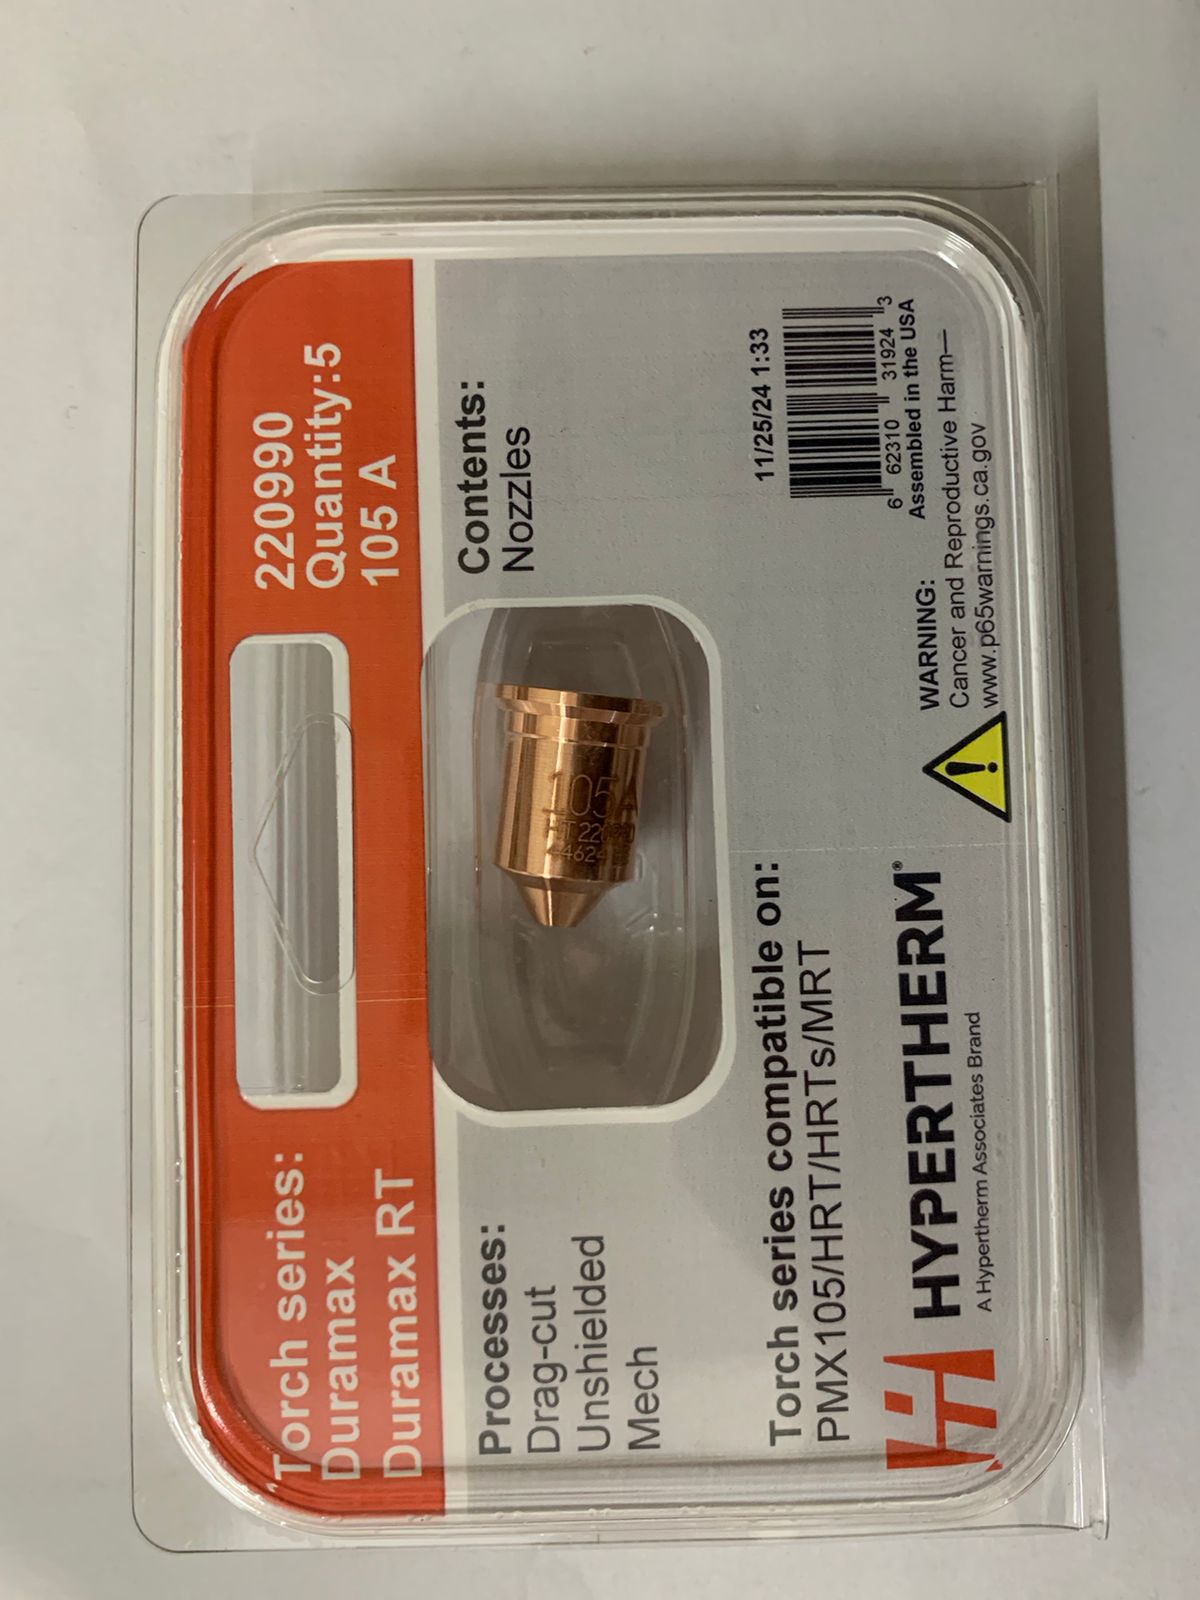 Torch series:
Duramax
Duramax RT
220990
Quantity:5
105 A
Processes:
Drag-cut
Unshielded
Mech
Contents:
Nozzles
105A
HT 220990
Torch series compatible on:
PMX105/HRT/HRTs/MRT
11/25/24 1:33
6 62310 31924 3
Assembled in the USA
HYPERTHERM®
A Hypertherm Associates Brand
WARNING:
Cancer and Reproductive Harm—
www.p65warnings.ca.gov